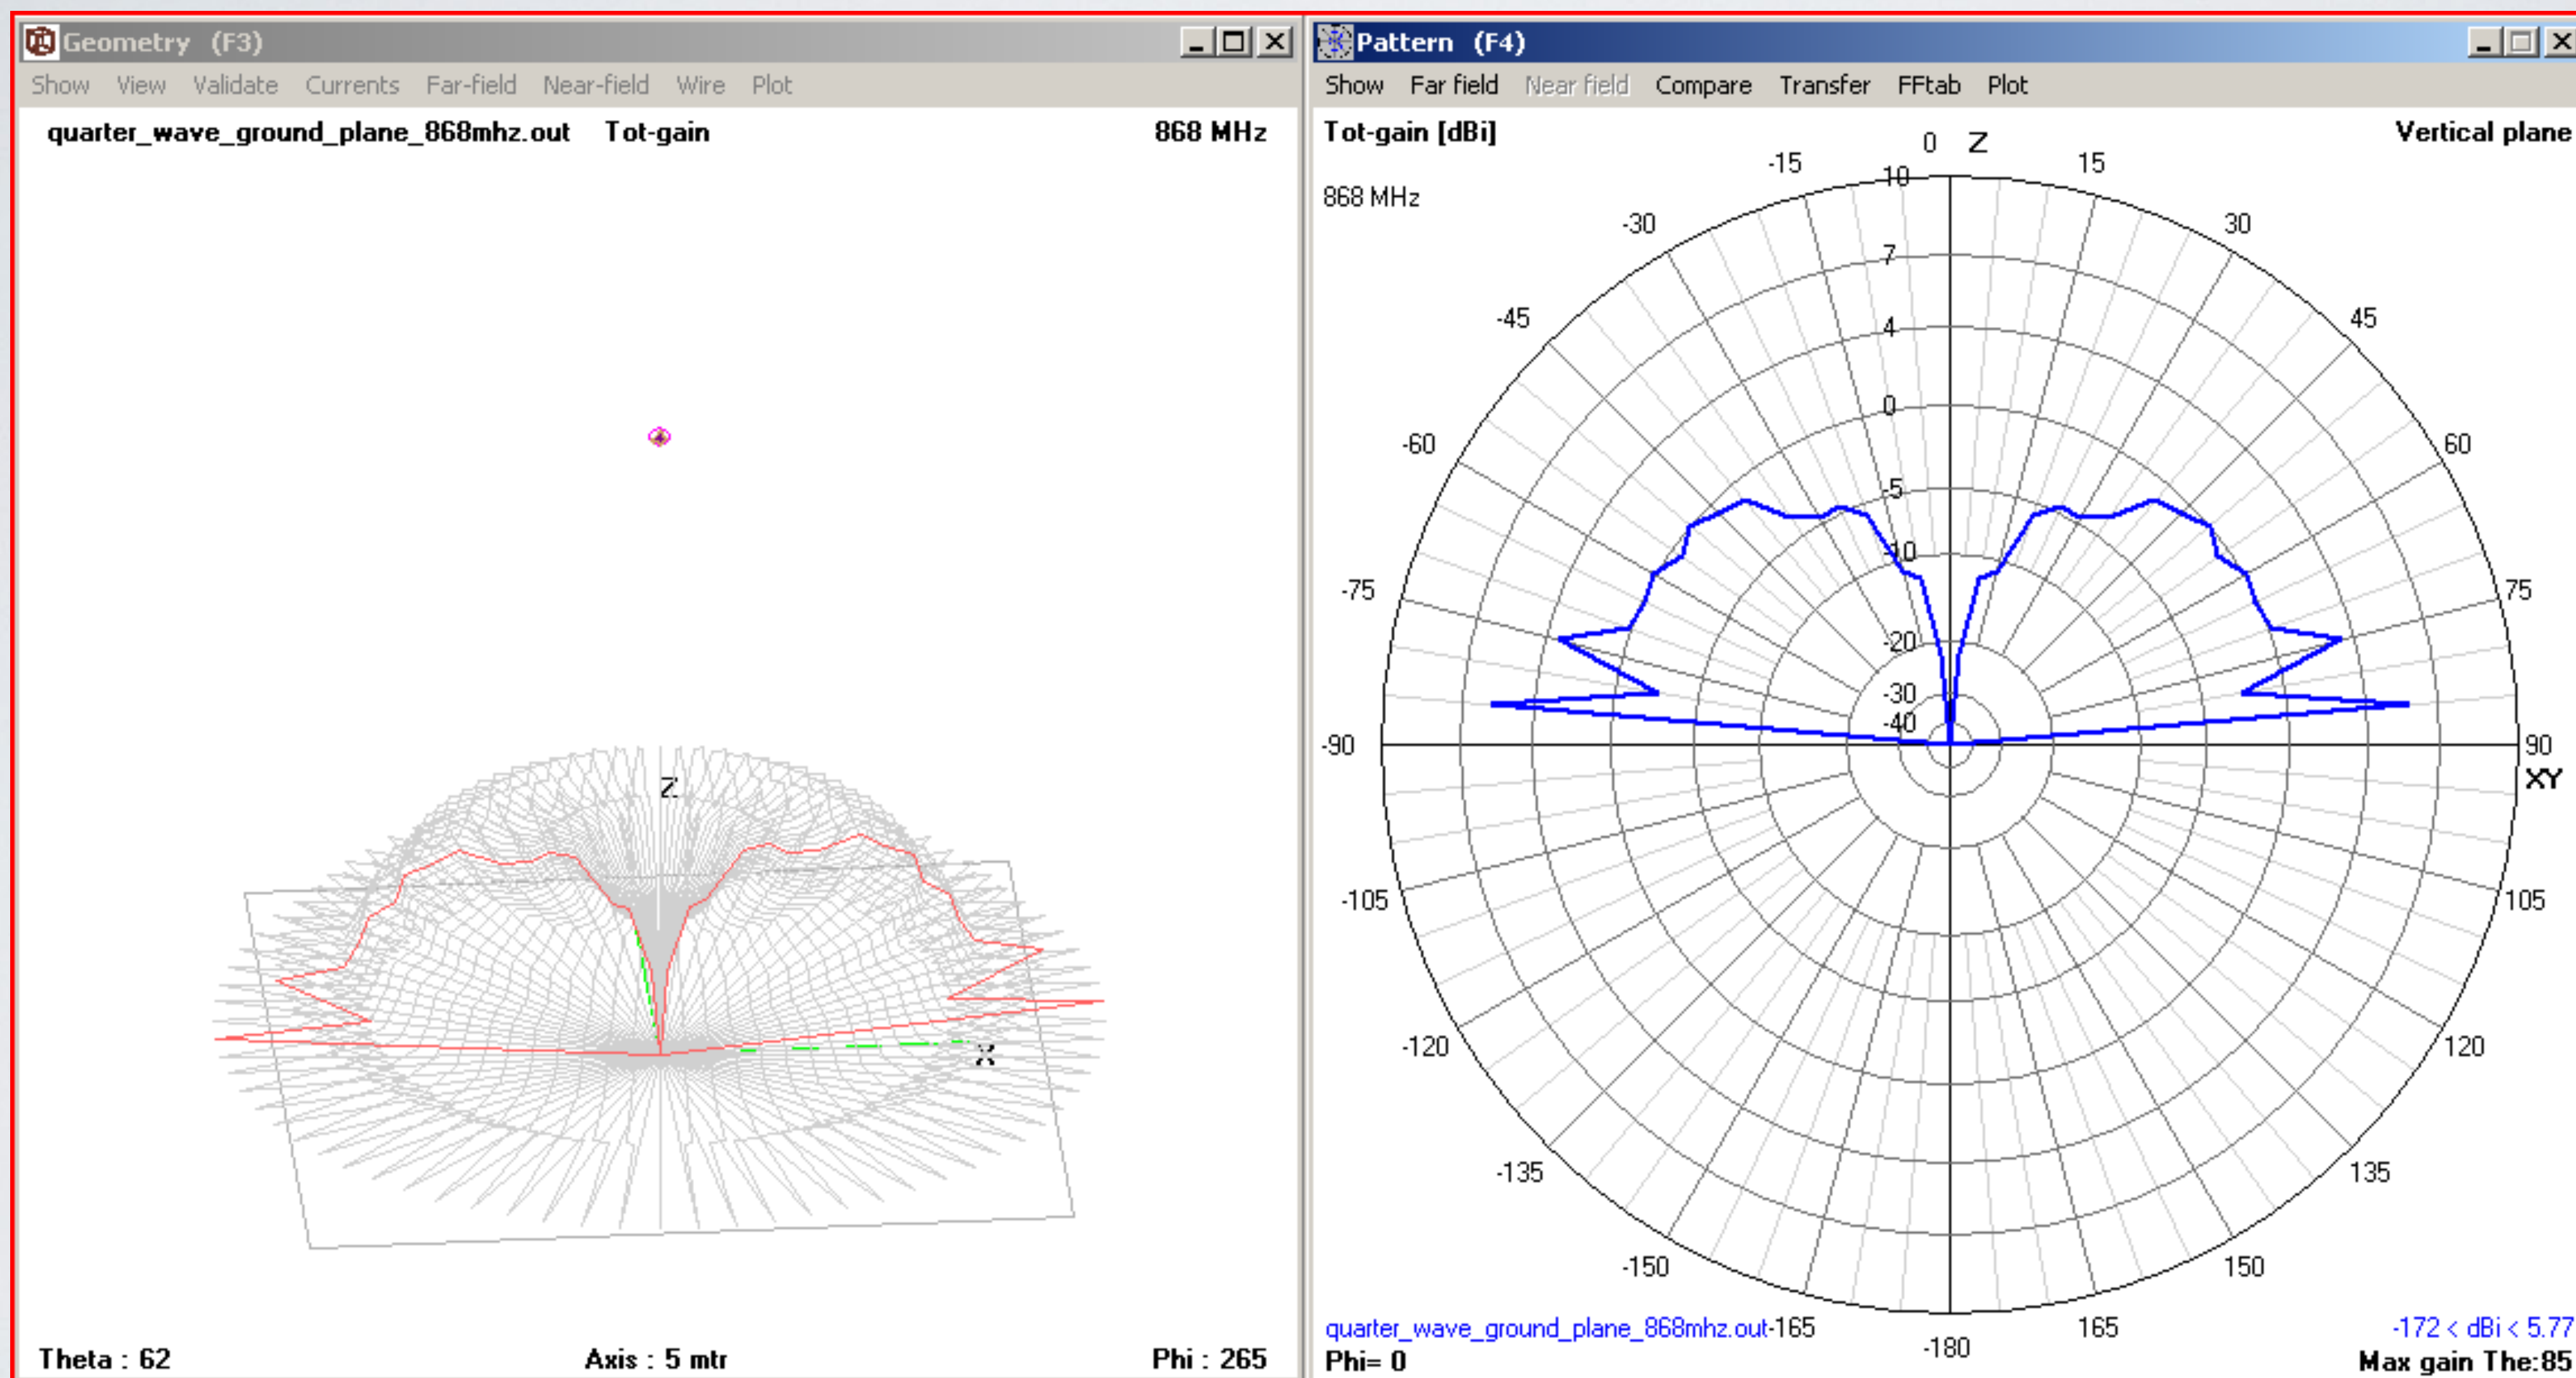 Geometry (F3)
Show View Validate Currents Far-field Near-field Wire Plot
quarter_wave_ground_plane_868mhz.out Tot-gain 868 MHz
Z
X
Theta : 62 Axis : 5 mtr Phi : 265
Pattern (F4)
Show Far field Near field Compare Transfer FFtab Plot
Tot-gain [dBi] 0 Z Vertical plane
868 MHz
-15 15
10
-30 30
7
-45 45
4
0
-60 60
-5
-10
-75 75
-20
-30
-40
-90 90
XY
-105 105
-120 120
-135 135
-150 150
quarter_wave_ground_plane_868mhz.out -165 165 -172 < dBi < 5.77
-180
Phi= 0 Max gain The:85